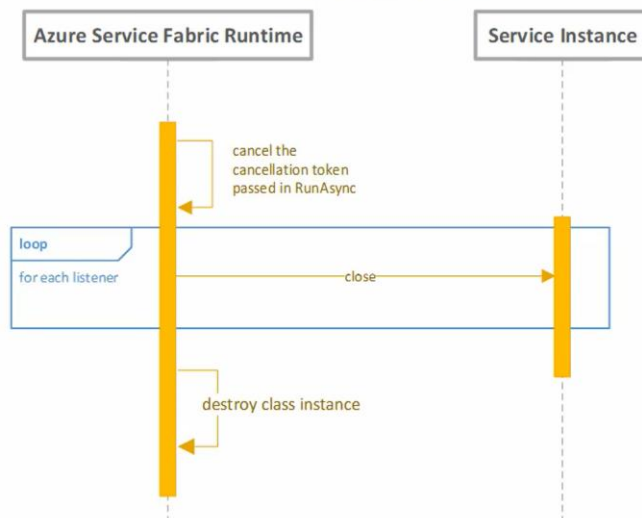 Azure Service Fabric Runtime
Service Instance
cancel the
cancellation token
passed in RunAsync
loop
for each listener
close
destroy class instance